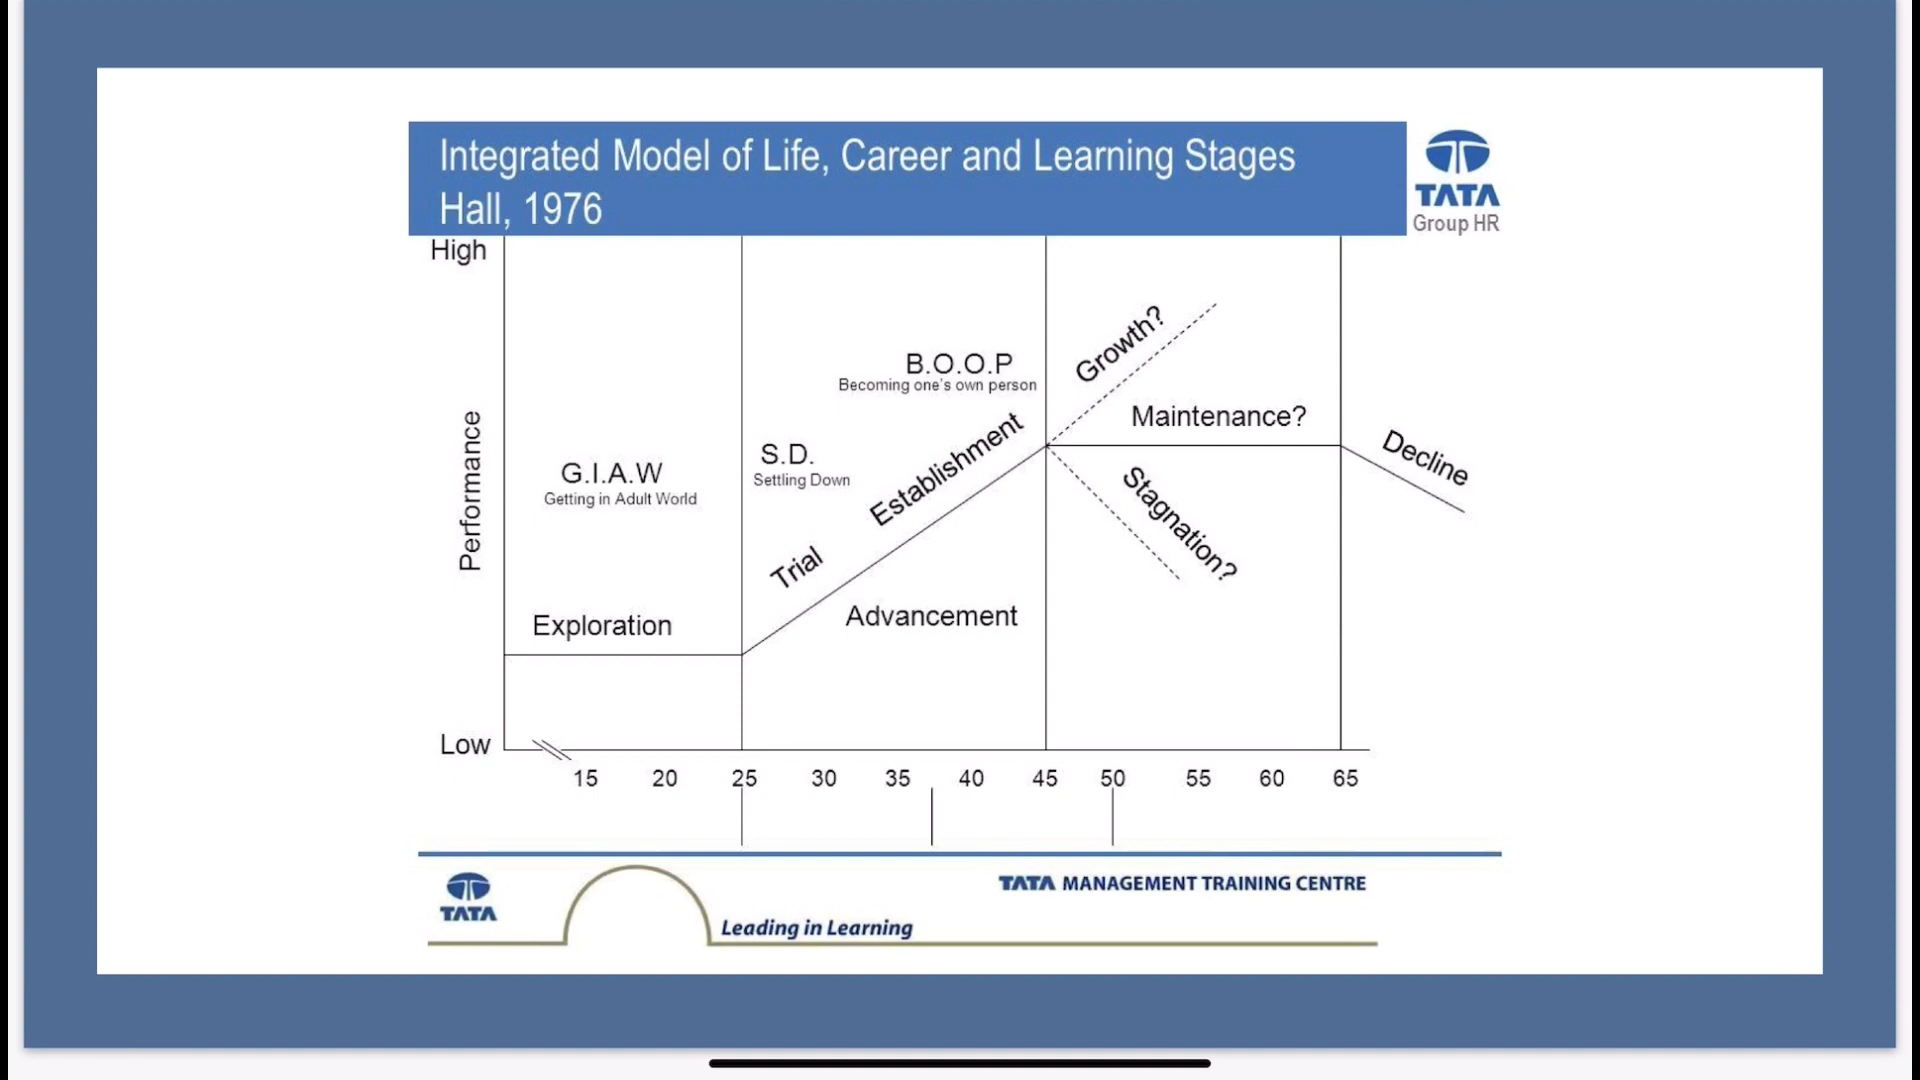 Integrated Model of Life, Career and Learning Stages
Hall, 1976
TATA
Group HR
High
Growth?
B.O.O.P
Becoming one's own person
Maintenance?
Performance
Establishment
Decline
S.D.
Settling Down
G.I.A.W
Getting in Adult World
Stagnation?
Trial
Exploration
Advancement
Low
15 20 25 30 35 40 45 50 55 60 65
TATA
TATA MANAGEMENT TRAINING CENTRE
Leading in Learning